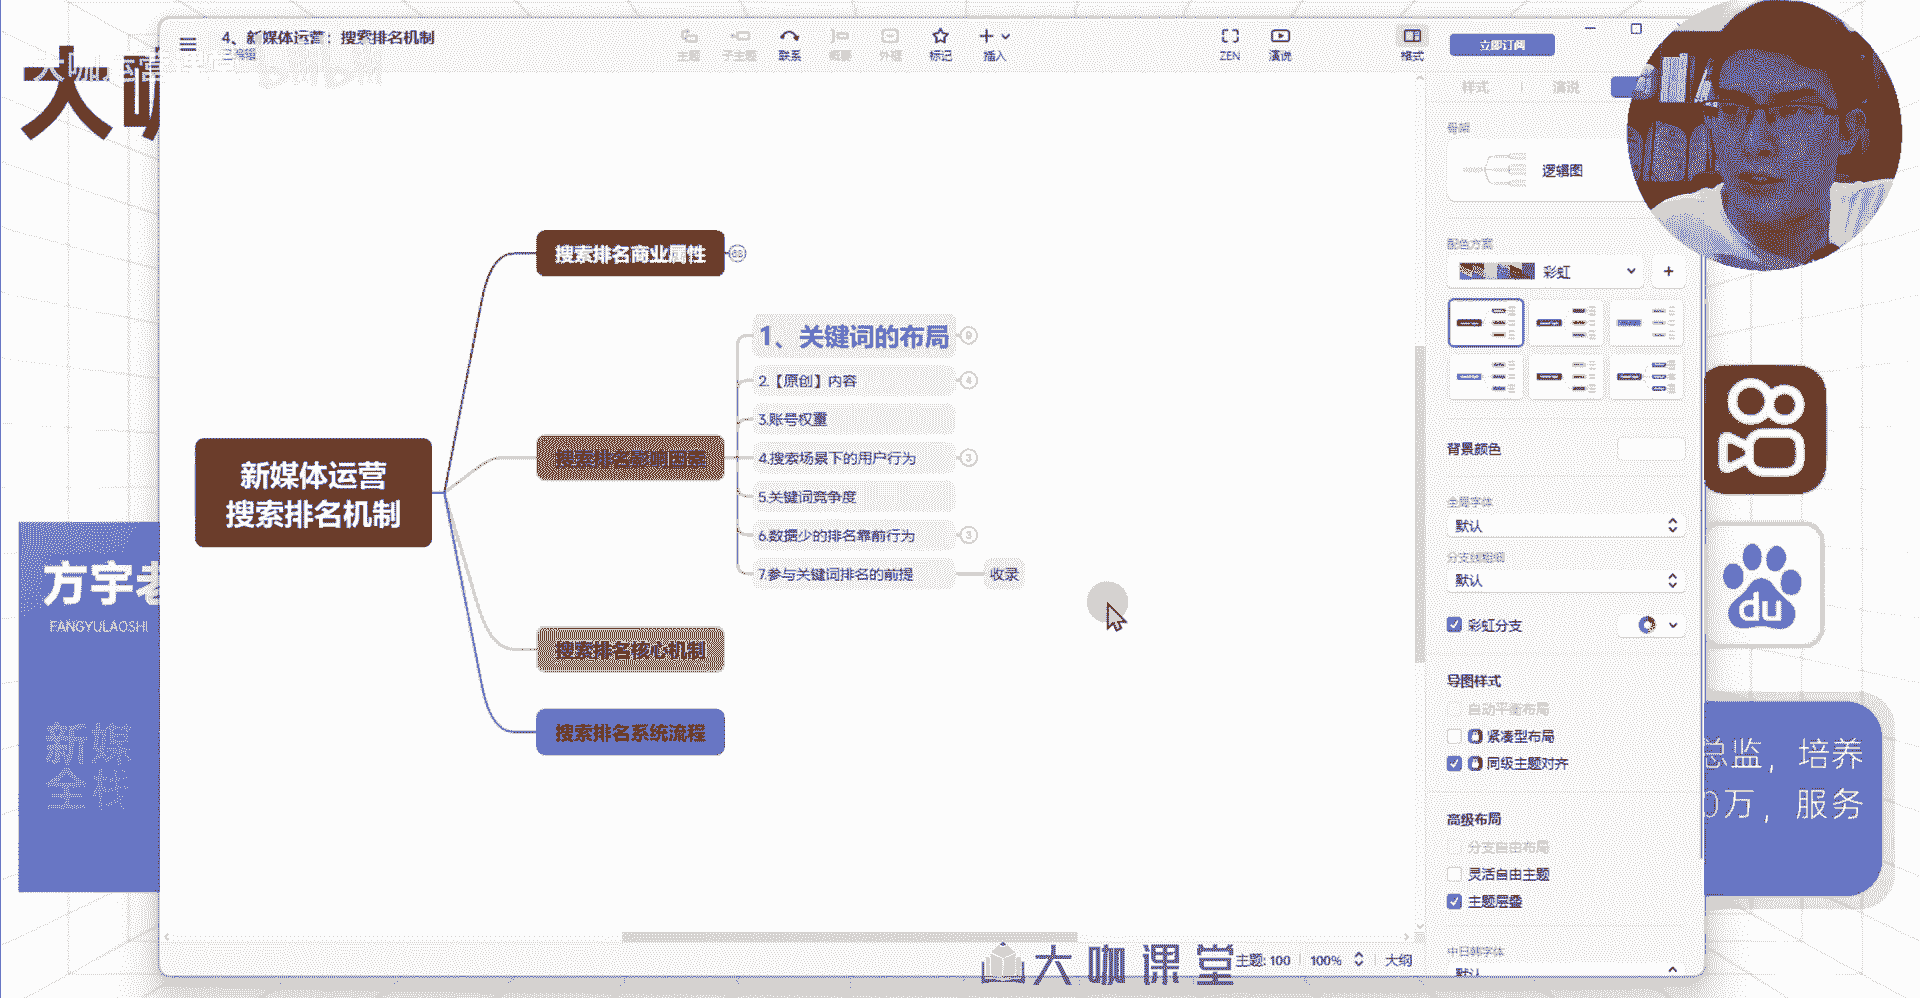 4、新媒体运营：搜索排名机制
已编辑
主题
子主题
联系
概要
外框
标记
插入
ZEN
演说
格式
立即订阅
样式
演说
骨架
逻辑图
配色方案
彩虹
背景颜色
全局字体
默认
分支线粗细
默认
彩虹分支
导图样式
自动平衡布局
紧凑型布局
同级主题对齐
高级布局
分支自由布局
灵活自由主题
主题层叠
中日韩字体
默认
新媒体运营
搜索排名机制
搜索排名商业属性
搜索排名影响因素
1、关键词的布局
9
2.【原创】内容
4
3.账号权重
4.搜索场景下的用户行为
3
5.关键词竞争度
6.数据少的排名靠前行为
3
7.参与关键词排名的前提
收录
搜索排名核心机制
搜索排名系统流程
大咖
方宇老
FANGYULAOSHI
新媒
全栈
du
总监，培养
0万，服务
大咖课堂
主题: 100
100%
大纲